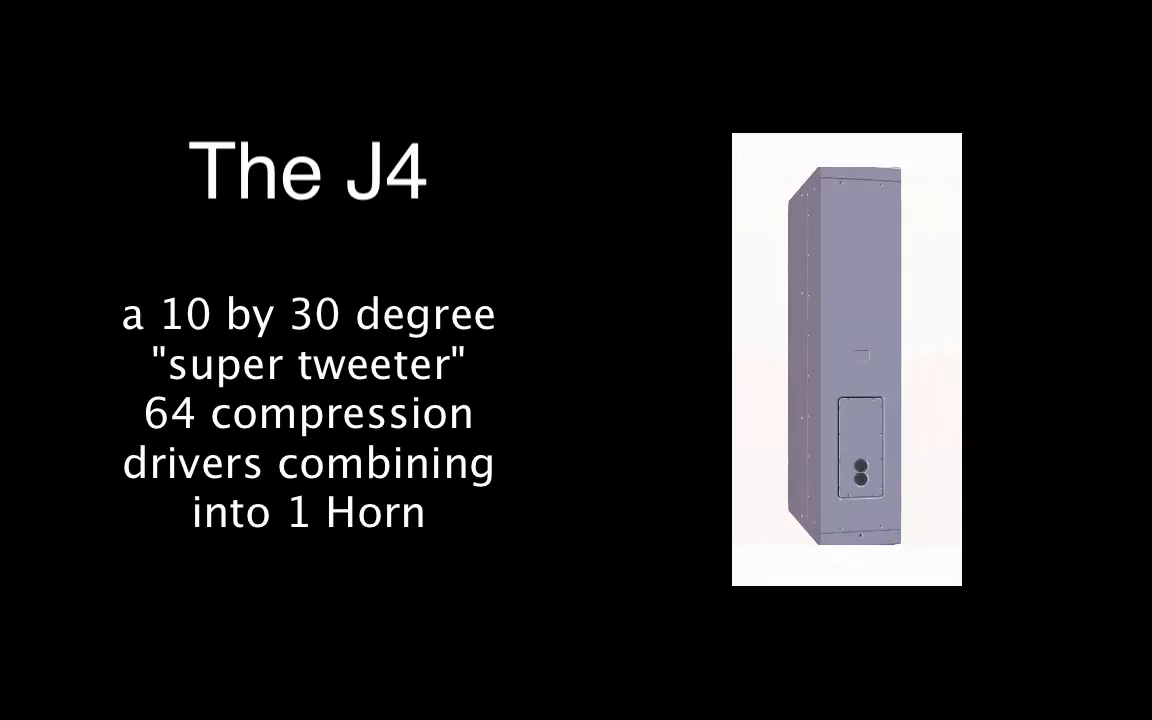 The J4
a 10 by 30 degree
"super tweeter"
64 compression
drivers combining
into 1 Horn